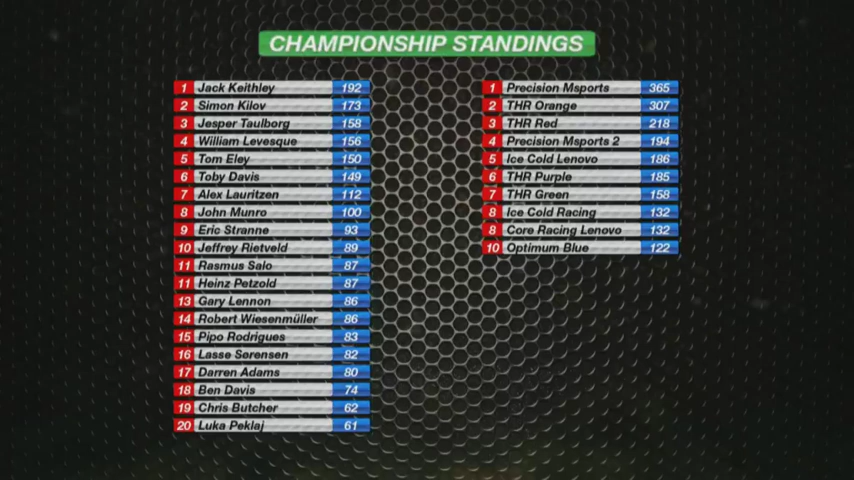 CHAMPIONSHIP STANDINGS
1 Jack Keithley 192
2 Simon Kilov 173
3 Jesper Taulborg 158
4 William Levesque 156
5 Tom Eley 150
6 Toby Davis 149
7 Alex Lauritzen 112
8 John Munro 100
9 Eric Stranne 93
10 Jeffrey Rietveld 89
11 Rasmus Salo 87
11 Heinz Petzold 87
13 Gary Lennon 86
14 Robert Wiesenmüller 86
15 Pipo Rodrigues 83
16 Lasse Sørensen 82
17 Darren Adams 80
18 Ben Davis 74
19 Chris Butcher 62
20 Luka Peklaj 61
1 Precision Msports 365
2 THR Orange 307
3 THR Red 218
4 Precision Msports 2 194
5 Ice Cold Lenovo 186
6 THR Purple 185
7 THR Green 158
8 Ice Cold Racing 132
8 Core Racing Lenovo 132
10 Optimum Blue 122